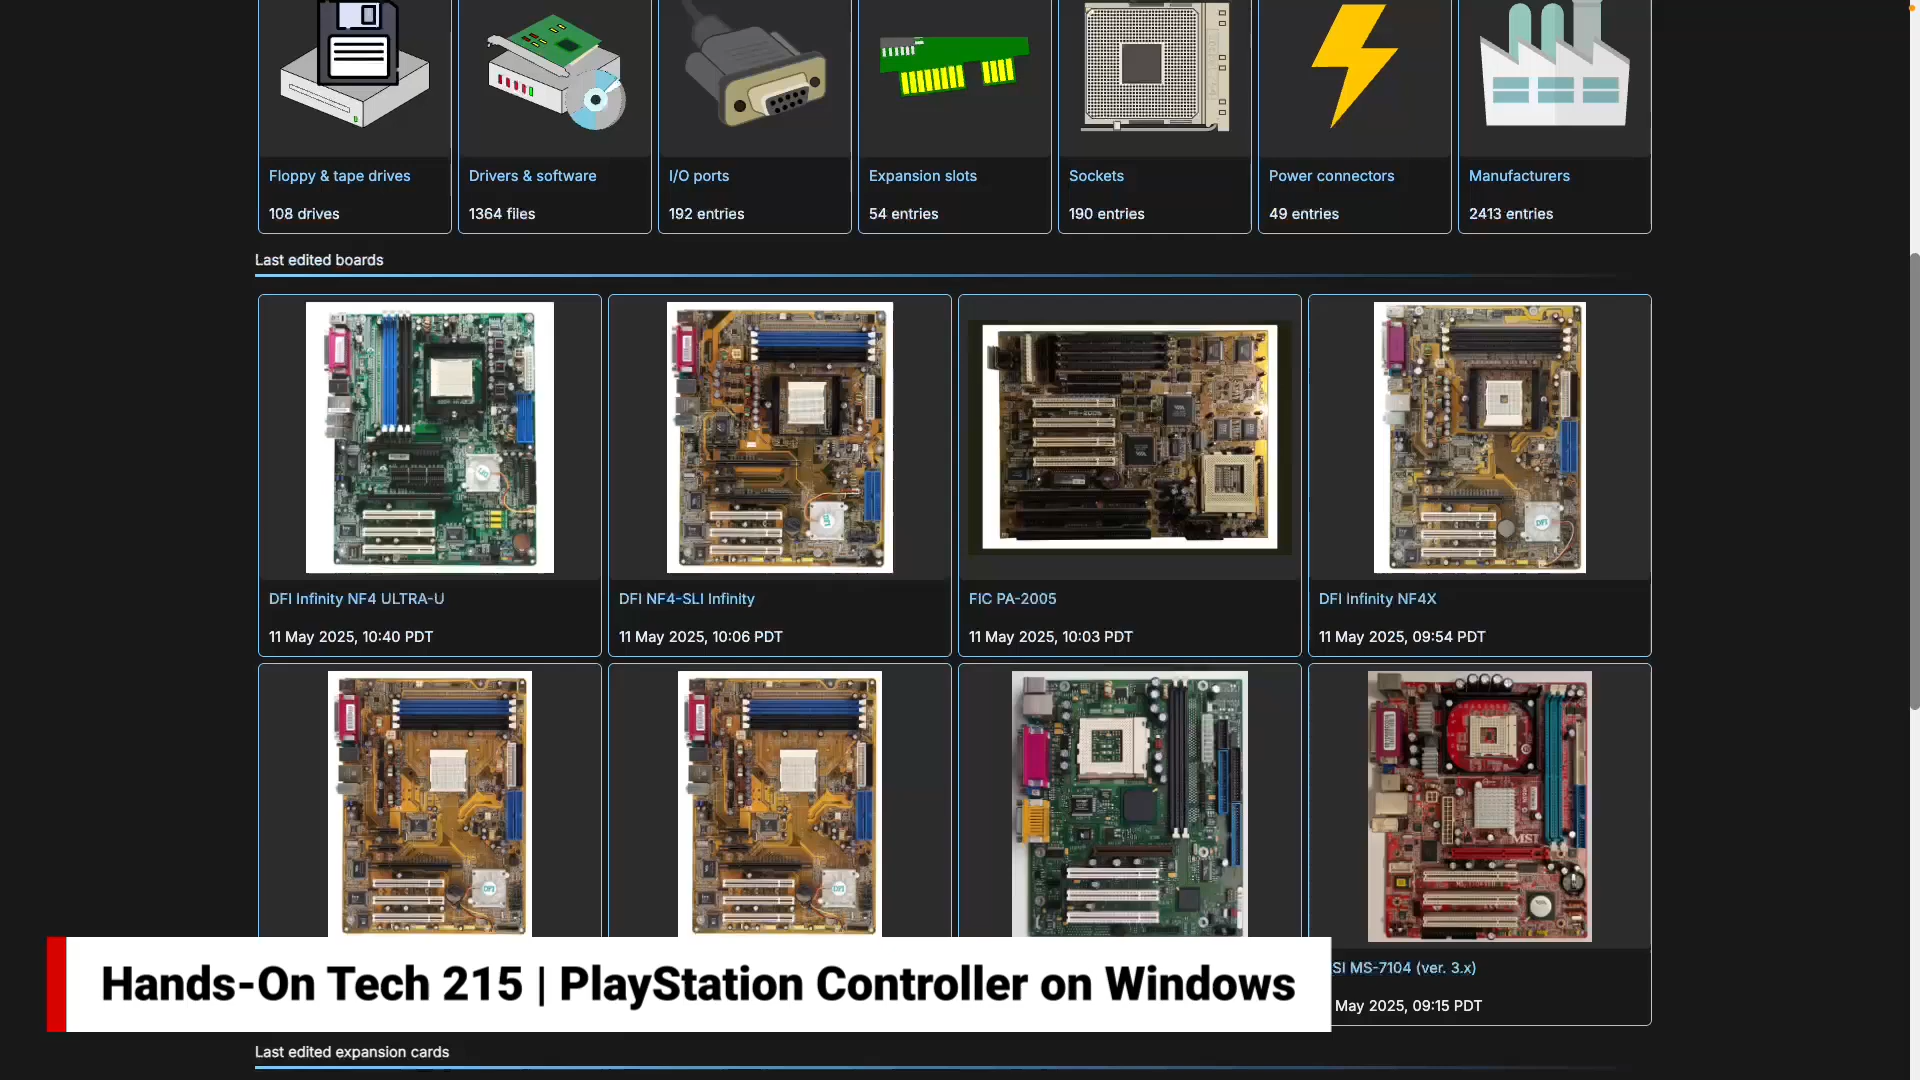 Floppy & tape drives
108 drives
Drivers & software
1364 files
I/O ports
192 entries
Expansion slots
54 entries
Sockets
190 entries
Power connectors
49 entries
Manufacturers
2413 entries
Last edited boards
DFI Infinity NF4 ULTRA-U
11 May 2025, 10:40 PDT
DFI NF4-SLI Infinity
11 May 2025, 10:06 PDT
FIC PA-2005
11 May 2025, 10:03 PDT
DFI Infinity NF4X
11 May 2025, 09:54 PDT
SI MS-7104 (ver. 3.x)
May 2025, 09:15 PDT
Hands-On Tech 215 | PlayStation Controller on Windows
Last edited expansion cards